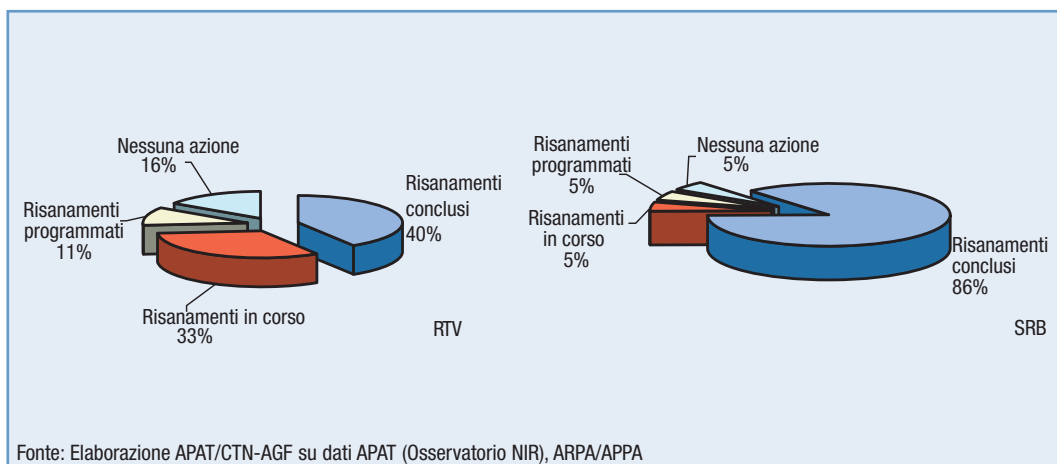 Nessuna azione
16%
Risanamenti
programmati
11%
Risanamenti
conclusi
40%
Risanamenti in corso
33%
RTV
Risanamenti
programmati
5%
Nessuna azione
5%
Risanamenti
in corso
5%
Risanamenti
conclusi
86%
SRB
Fonte: Elaborazione APAT/CTN-AGF su dati APAT (Osservatorio NIR), ARPA/APPA